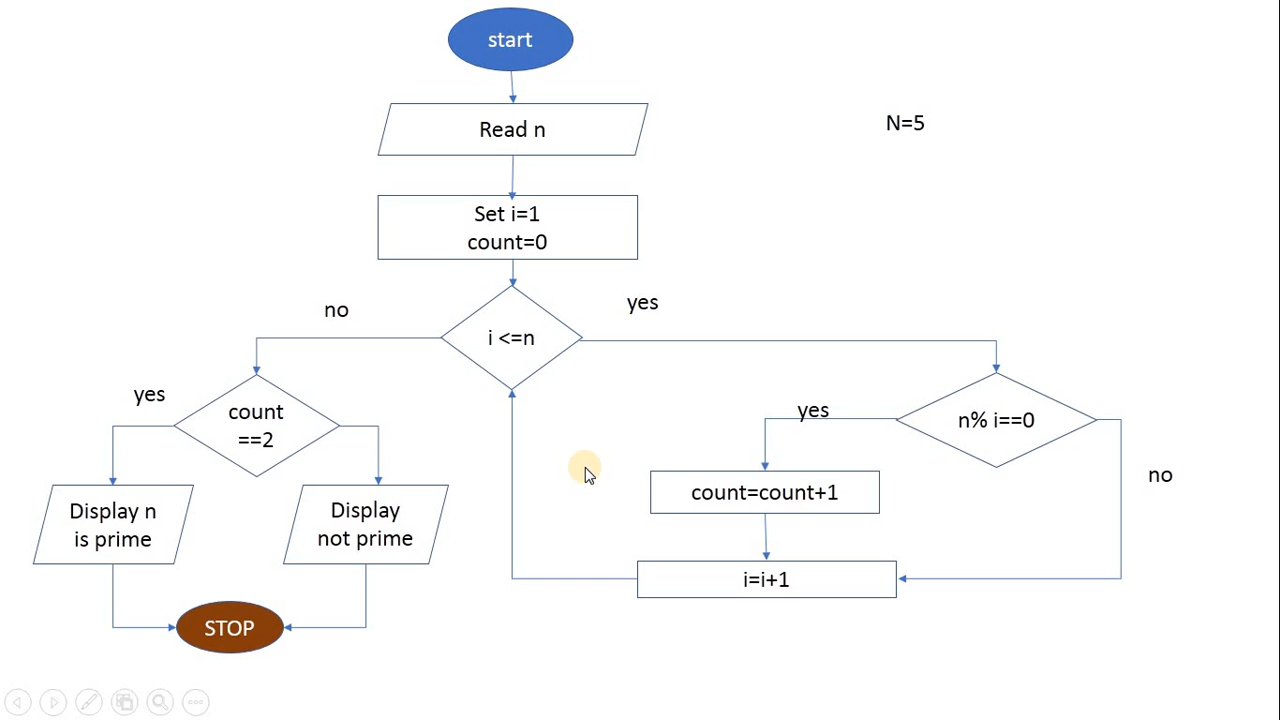 start
Read n
N=5
Set i=1
count=0
no
yes
i <=n
yes
count
==2
yes
n% i==0
no
count=count+1
Display n
is prime
Display
not prime
i=i+1
STOP